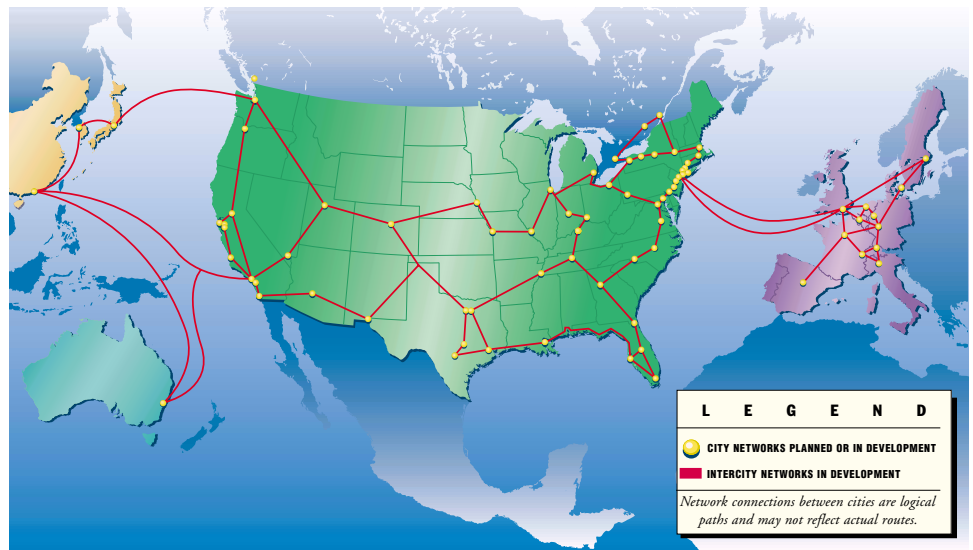 LEGEND
CITY NETWORKS PLANNED OR IN DEVELOPMENT
INTERCITY NETWORKS IN DEVELOPMENT
Network connections between cities are logical
paths and may not reflect actual routes.